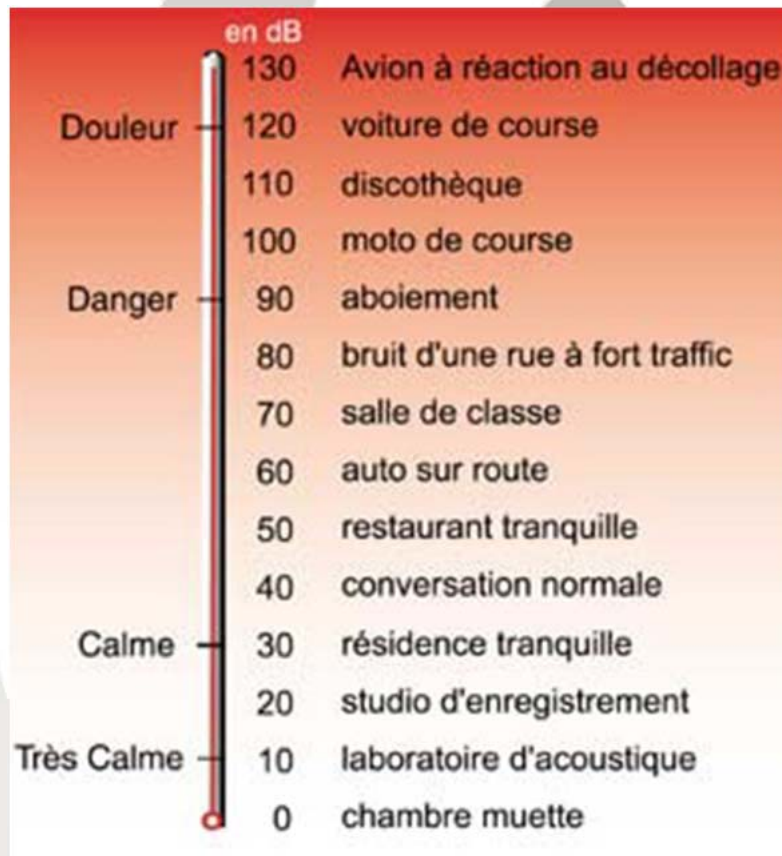 en dB
130 Avion à réaction au décollage
Douleur 120 voiture de course
110 discothèque
100 moto de course
Danger 90 aboiement
80 bruit d'une rue à fort traffic
70 salle de classe
60 auto sur route
50 restaurant tranquille
40 conversation normale
Calme 30 résidence tranquille
20 studio d'enregistrement
Très Calme 10 laboratoire d'acoustique
0 chambre muette